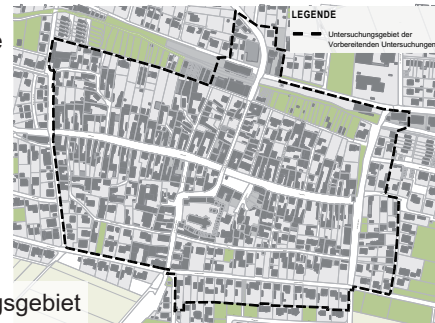 e
LEGENDE
Untersuchungsgebiet der
Vorbereitenden Untersuchungen
gsgebiet